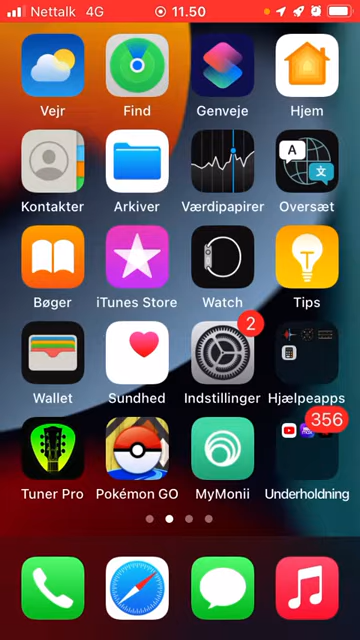 Nettalk 4G 11.50
Vejr Find Genveje Hjem
A 文
Kontakter Arkiver Værdipapirer Oversæt
T
Bøger iTunes Store Watch Tips
2
Wallet Sundhed Indstillinger Hjælpeapps
356
Tuner Pro Pokémon GO MyMonii Underholdning